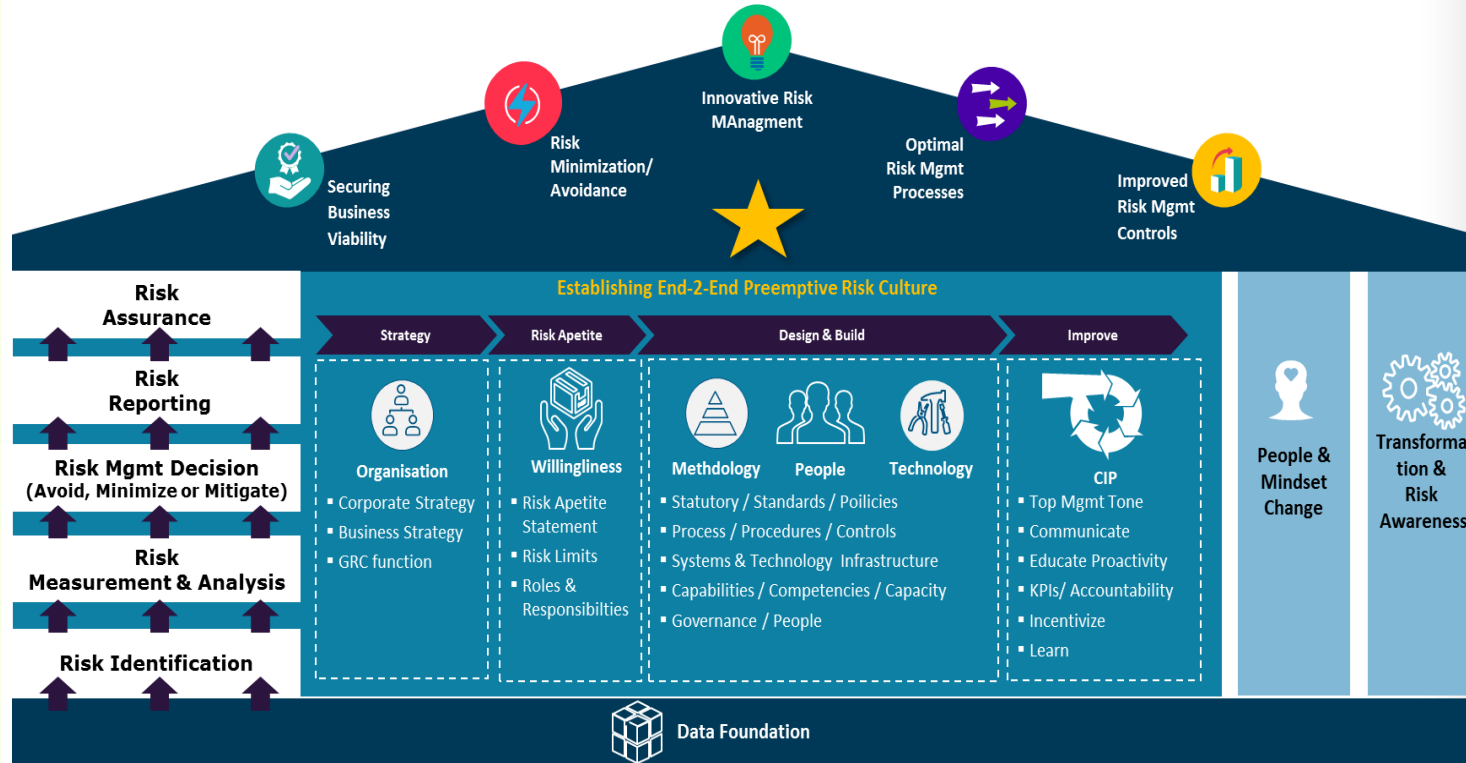 Innovative Risk
MAnagment
Risk
Minimization/
Avoidance
Optimal
Risk Mgmt
Processes
Securing
Business
Viability
Improved
Risk Mgmt
Controls
Risk
Assurance
Risk
Reporting
Risk Mgmt Decision
(Avoid, Minimize or Mitigate)
Risk
Measurement & Analysis
Risk Identification
Establishing End-2-End Preemptive Risk Culture
Strategy
Risk Apetite
Design & Build
Improve
Organisation
▪ Corporate Strategy
▪ Business Strategy
▪ GRC function
Willingliness
▪ Risk Apetite
Statement
▪ Risk Limits
▪ Roles &
Responsibilties
Methdology
People
Technology
▪ Statutory / Standards / Poilicies
▪ Process / Procedures / Controls
▪ Systems & Technology Infrastructure
▪ Capabilities / Competencies / Capacity
▪ Governance / People
CIP
▪ Top Mgmt Tone
▪ Communicate
▪ Educate Proactivity
▪ KPIs/ Accountability
▪ Incentivize
▪ Learn
People &
Mindset
Change
Transforma
tion &
Risk
Awareness
Data Foundation